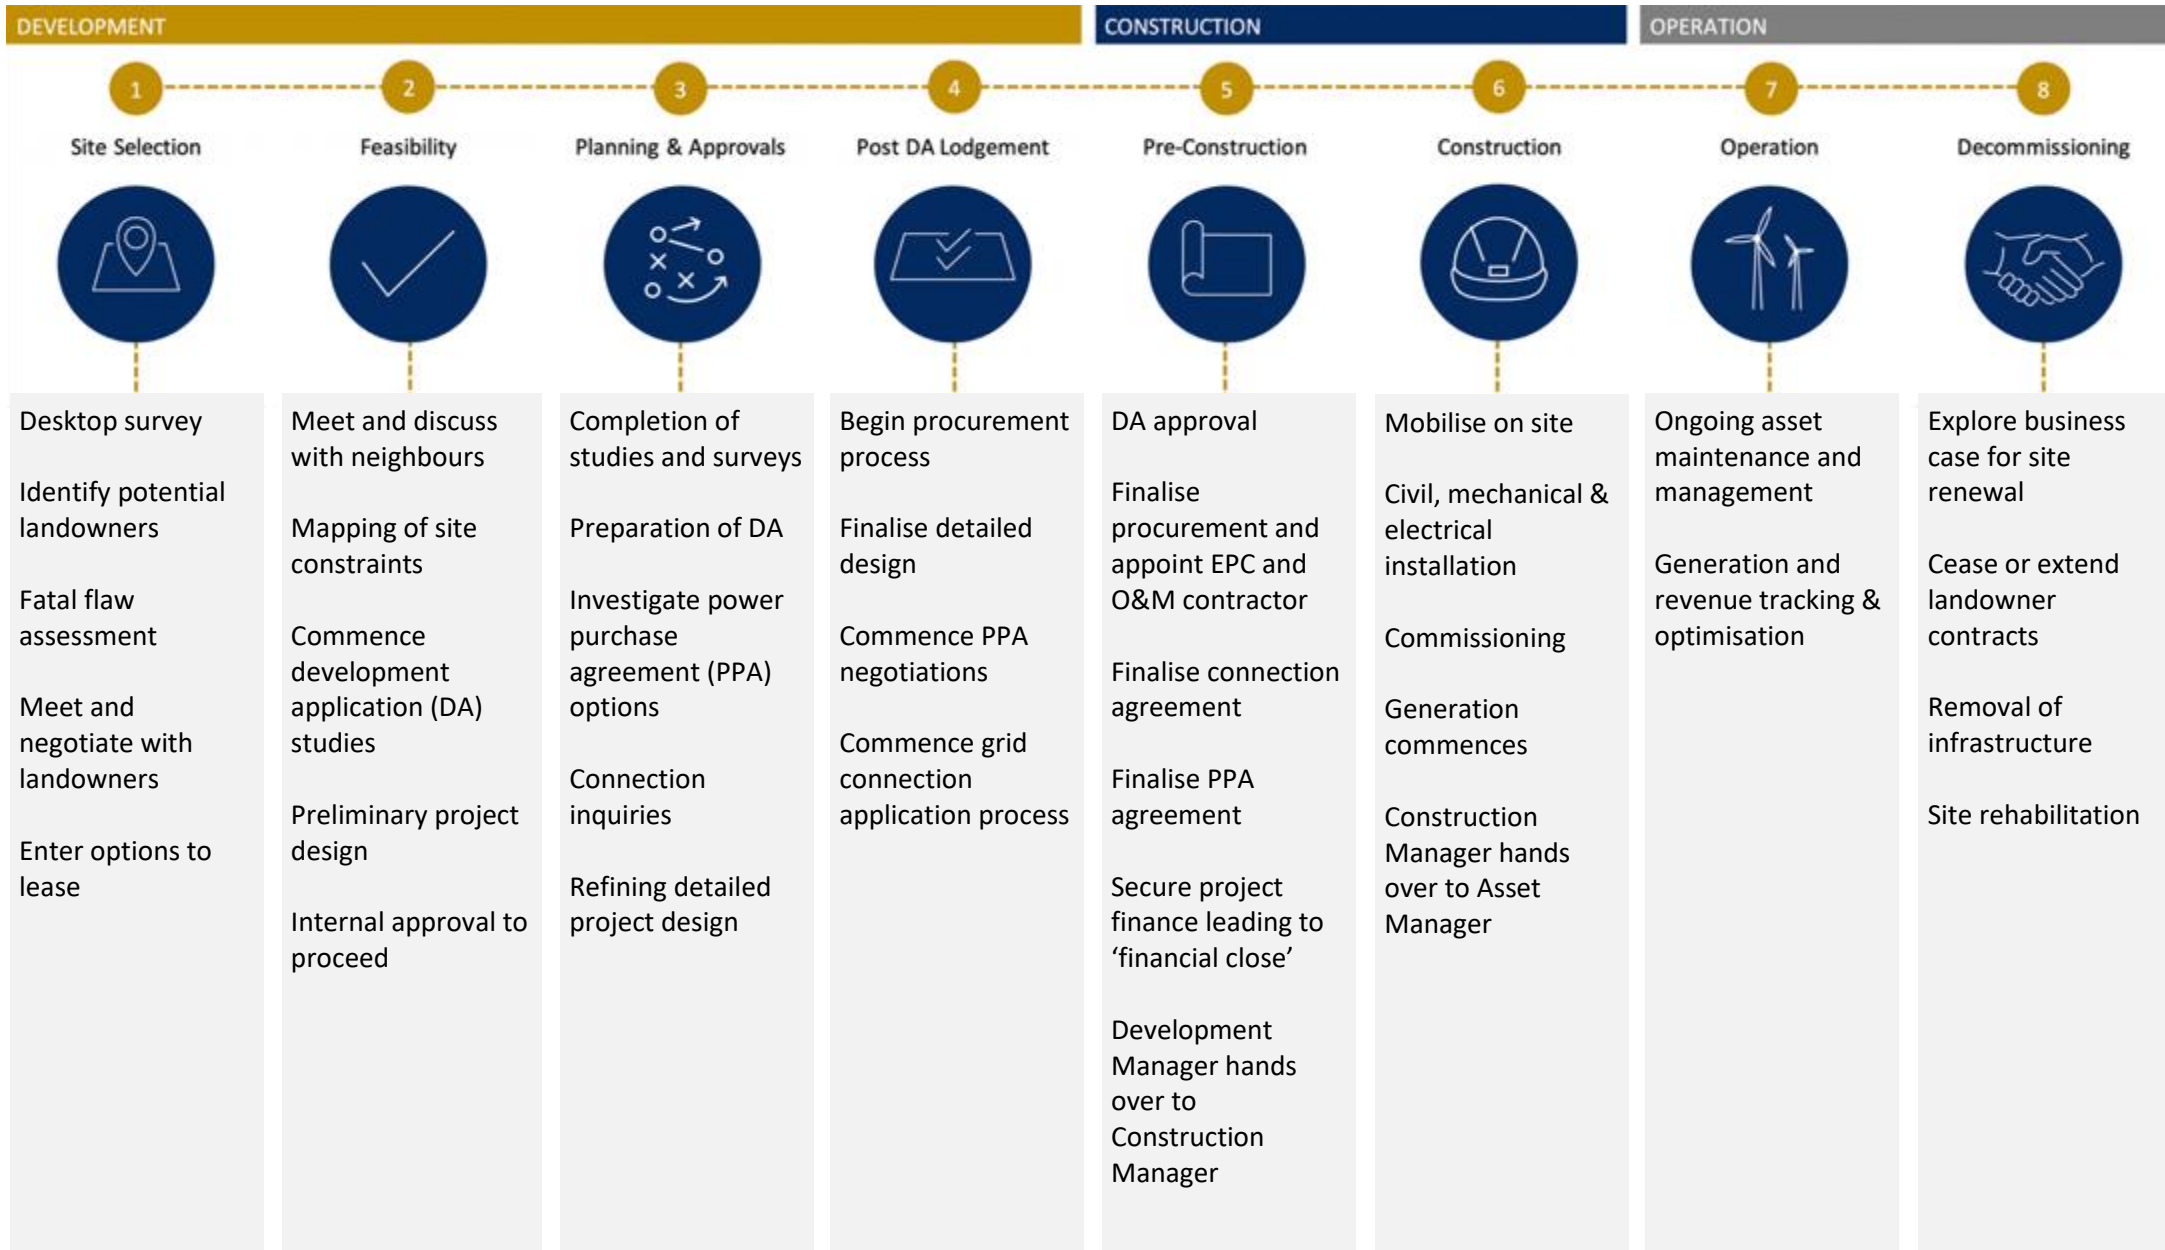 DEVELOPMENT
CONSTRUCTION
OPERATION
1
2
3
4
5
6
7
8
Site Selection
Feasibility
Planning & Approvals
Post DA Lodgement
Pre-Construction
Construction
Operation
Decommissioning
Desktop survey
Identify potential
landowners
Fatal flaw
assessment
Meet and
negotiate with
landowners
Enter options to
lease
Meet and discuss
with neighbours
Mapping of site
constraints
Commence
development
application (DA)
studies
Preliminary project
design
Internal approval to
proceed
Completion of
studies and surveys
Preparation of DA
Investigate power
purchase
agreement (PPA)
options
Connection
inquiries
Refining detailed
project design
Begin procurement
process
Finalise detailed
design
Commence PPA
negotiations
Commence grid
connection
application process
DA approval
Finalise
procurement and
appoint EPC and
O&M contractor
Finalise connection
agreement
Finalise PPA
agreement
Secure project
finance leading to
‘financial close’
Development
Manager hands
over to
Construction
Manager
Mobilise on site
Civil, mechanical &
electrical
installation
Commissioning
Generation
commences
Construction
Manager hands
over to Asset
Manager
Ongoing asset
maintenance and
management
Generation and
revenue tracking &
optimisation
Explore business
case for site
renewal
Cease or extend
landowner
contracts
Removal of
infrastructure
Site rehabilitation